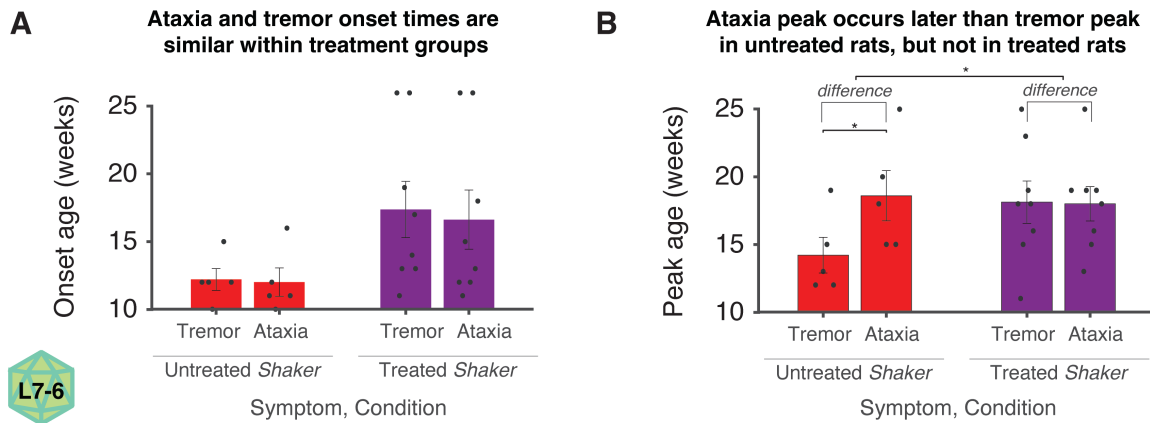 A
Ataxia and tremor onset times are
similar within treatment groups
Onset age (weeks)
25
20
15
10
Tremor Ataxia Tremor Ataxia
Untreated Shaker Treated Shaker
Symptom, Condition
L7-6
B
Ataxia peak occurs later than tremor peak
in untreated rats, but not in treated rats
*
difference difference
*
Peak age (weeks)
25
20
15
10
Tremor Ataxia Tremor Ataxia
Untreated Shaker Treated Shaker
Symptom, Condition